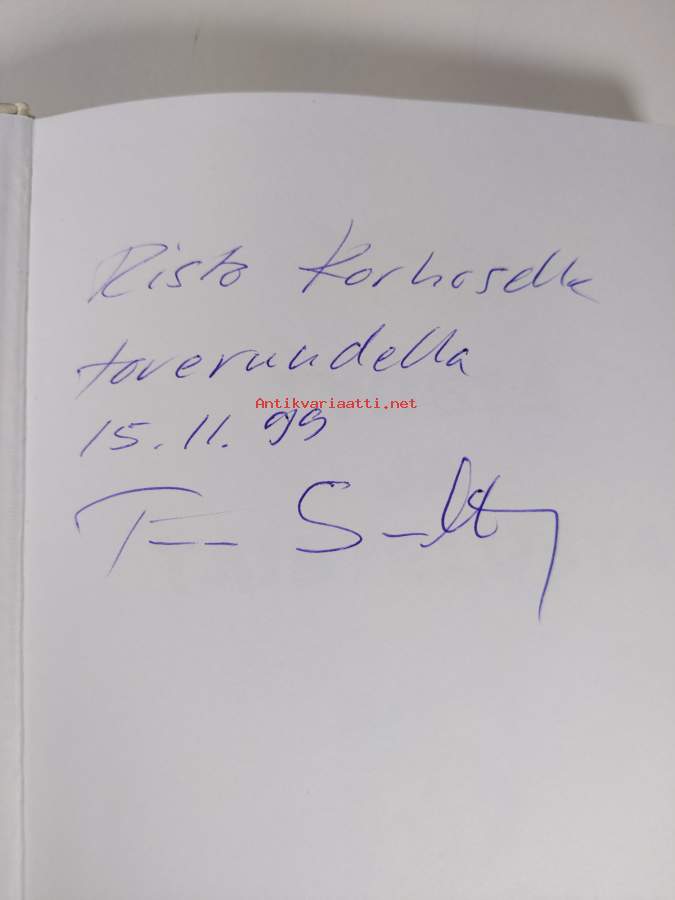 Risto Korhoselle
toveruudella
Antikvariaatti.net
15.11.99